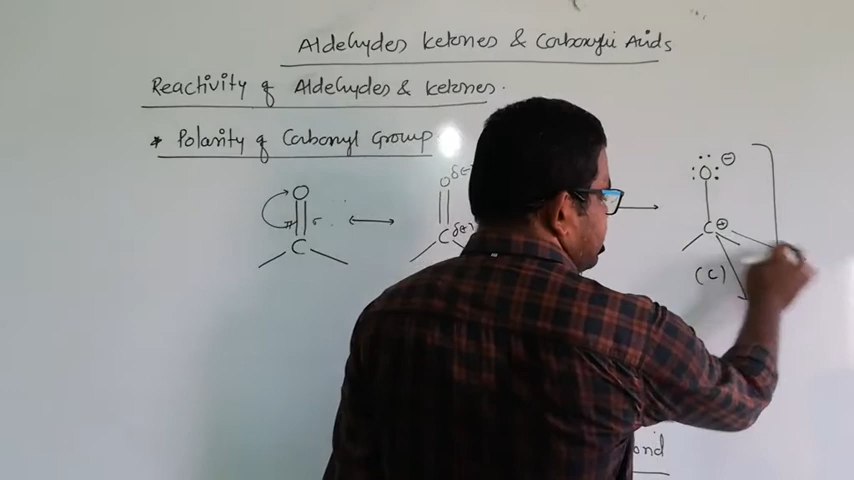 Aldehydes Ketones & Carboxylic Acids
Reactivity of Aldehydes & Ketones.
* Polarity of Carbonyl Group
O
C
O δ(-)
C δ(+)
O ⊖
C ⊕
(C)
ond